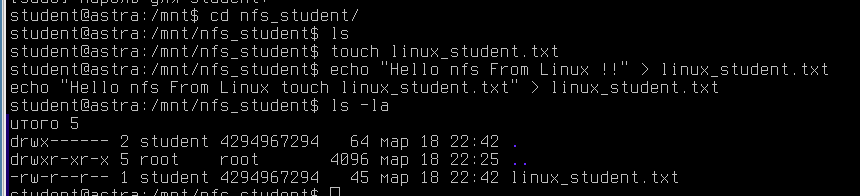 student@astra:/mnt$ cd nfs_student/
student@astra:/mnt/nfs_student$ ls
student@astra:/mnt/nfs_student$ touch linux_student.txt
student@astra:/mnt/nfs_student$ echo "Hello nfs From Linux !!" > linux_student.txt
echo "Hello nfs From Linux touch linux_student.txt" > linux_student.txt
student@astra:/mnt/nfs_student$ ls -la
итого 5
drwx------ 2 student 4294967294   64 мар 18 22:42 .
drwxr-xr-x 5 root    root       4096 мар 18 22:25 ..
-rw-r--r-- 1 student 4294967294   45 мар 18 22:42 linux_student.txt
student@astra:/mnt/nfs_student$